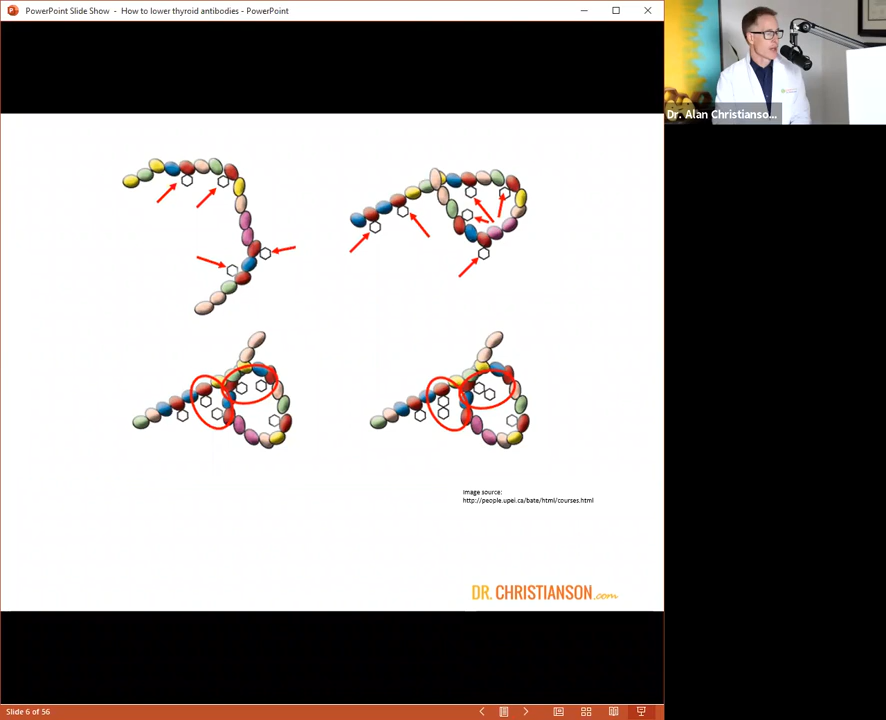 PowerPoint Slide Show - How to lower thyroid antibodies - PowerPoint
Dr. Alan Christianso...
Image source:
http://people.upei.ca/bate/html/courses.html
DR. CHRISTIANSON.com
Slide 6 of 56